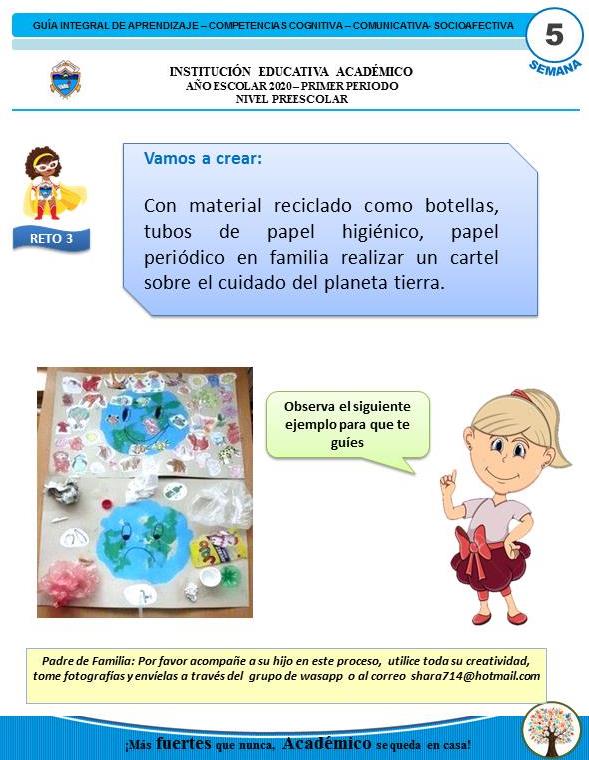 GUÍA INTEGRAL DE APRENDIZAJE – COMPETENCIAS COGNITIVA – COMUNICATIVA- SOCIOAFECTIVA
5
SEMANA
INSTITUCIÓN EDUCATIVA ACADÉMICO
AÑO ESCOLAR 2020 – PRIMER PERIODO
NIVEL PREESCOLAR
RETO 3
Vamos a crear:
Con material reciclado como botellas,
tubos de papel higiénico, papel
periódico en familia realizar un cartel
sobre el cuidado del planeta tierra.
Observa el siguiente
ejemplo para que te
guíes
Padre de Familia: Por favor acompañe a su hijo en este proceso, utilice toda su creatividad,
tome fotografías y envíelas a través del grupo de wasapp o al correo shara714@hotmail.com
¡Más fuertes que nunca, Académico se queda en casa!